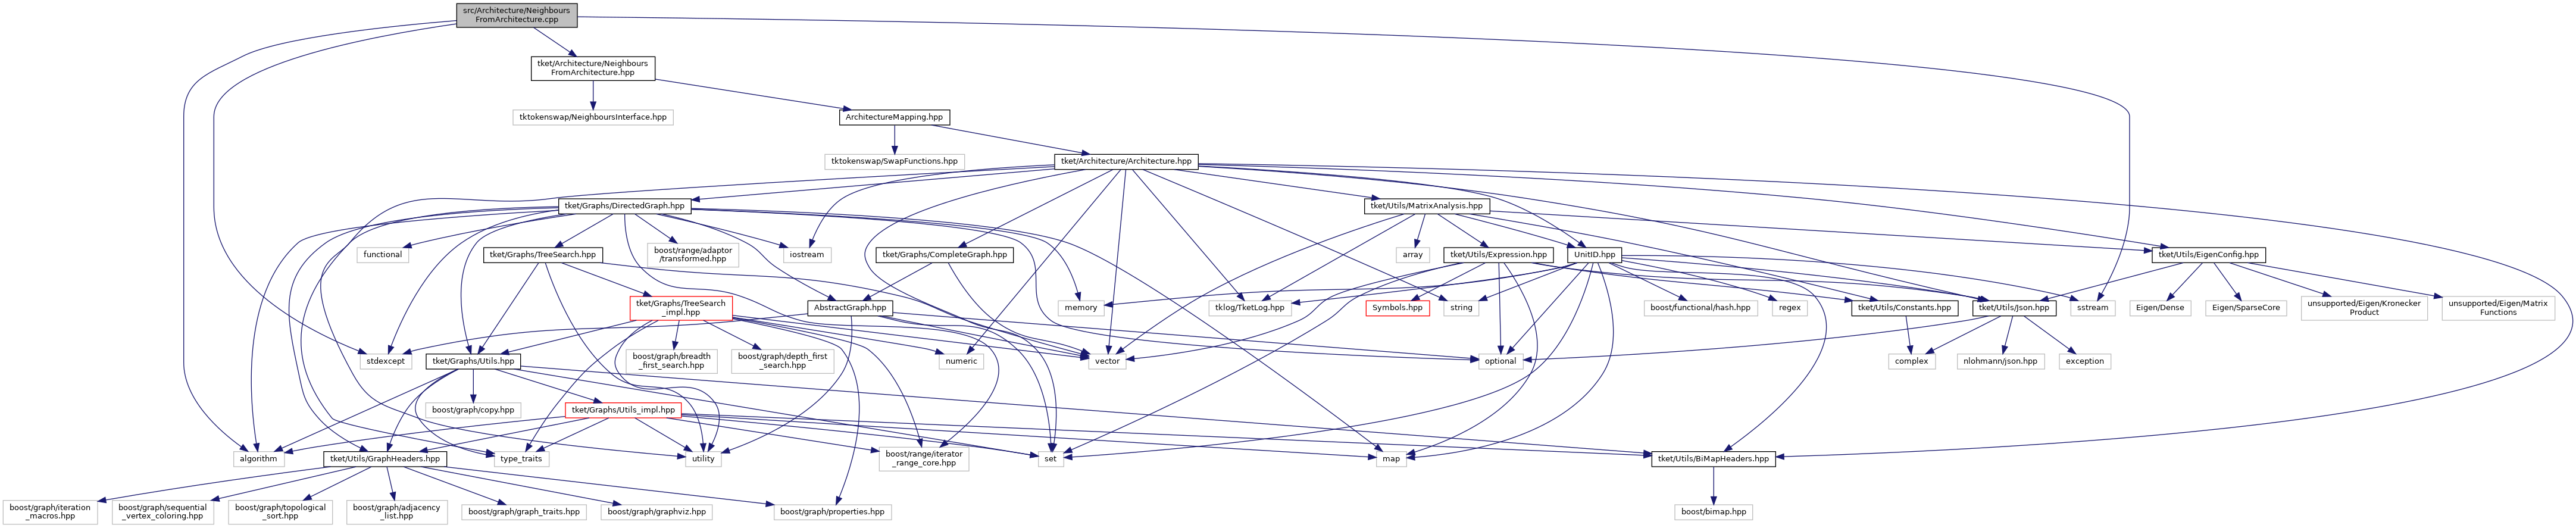 src/Architecture/Neighbours
FromArchitecture.cpp
tket/Architecture/Neighbours
FromArchitecture.hpp
tktokenswap/NeighboursInterface.hpp
ArchitectureMapping.hpp
tktokenswap/SwapFunctions.hpp
tket/Architecture/Architecture.hpp
tket/Graphs/DirectedGraph.hpp
tket/Utils/MatrixAnalysis.hpp
functional
tket/Graphs/TreeSearch.hpp
boost/range/adaptor
/transformed.hpp
iostream
tket/Graphs/CompleteGraph.hpp
array
tket/Utils/Expression.hpp
UnitID.hpp
tket/Utils/EigenConfig.hpp
tket/Graphs/TreeSearch
_impl.hpp
AbstractGraph.hpp
memory
tklog/TketLog.hpp
Symbols.hpp
string
boost/functional/hash.hpp
regex
tket/Utils/Constants.hpp
tket/Utils/Json.hpp
sstream
Eigen/Dense
Eigen/SparseCore
unsupported/Eigen/Kronecker
Product
unsupported/Eigen/Matrix
Functions
stdexcept
tket/Graphs/Utils.hpp
boost/graph/breadth
_first_search.hpp
boost/graph/depth_first
_search.hpp
numeric
vector
optional
complex
nlohmann/json.hpp
exception
boost/graph/copy.hpp
tket/Graphs/Utils_impl.hpp
algorithm
tket/Utils/GraphHeaders.hpp
type_traits
utility
boost/range/iterator
_range_core.hpp
set
map
tket/Utils/BiMapHeaders.hpp
boost/graph/iteration
_macros.hpp
boost/graph/sequential
_vertex_coloring.hpp
boost/graph/topological
_sort.hpp
boost/graph/adjacency
_list.hpp
boost/graph/graph_traits.hpp
boost/graph/graphviz.hpp
boost/graph/properties.hpp
boost/bimap.hpp